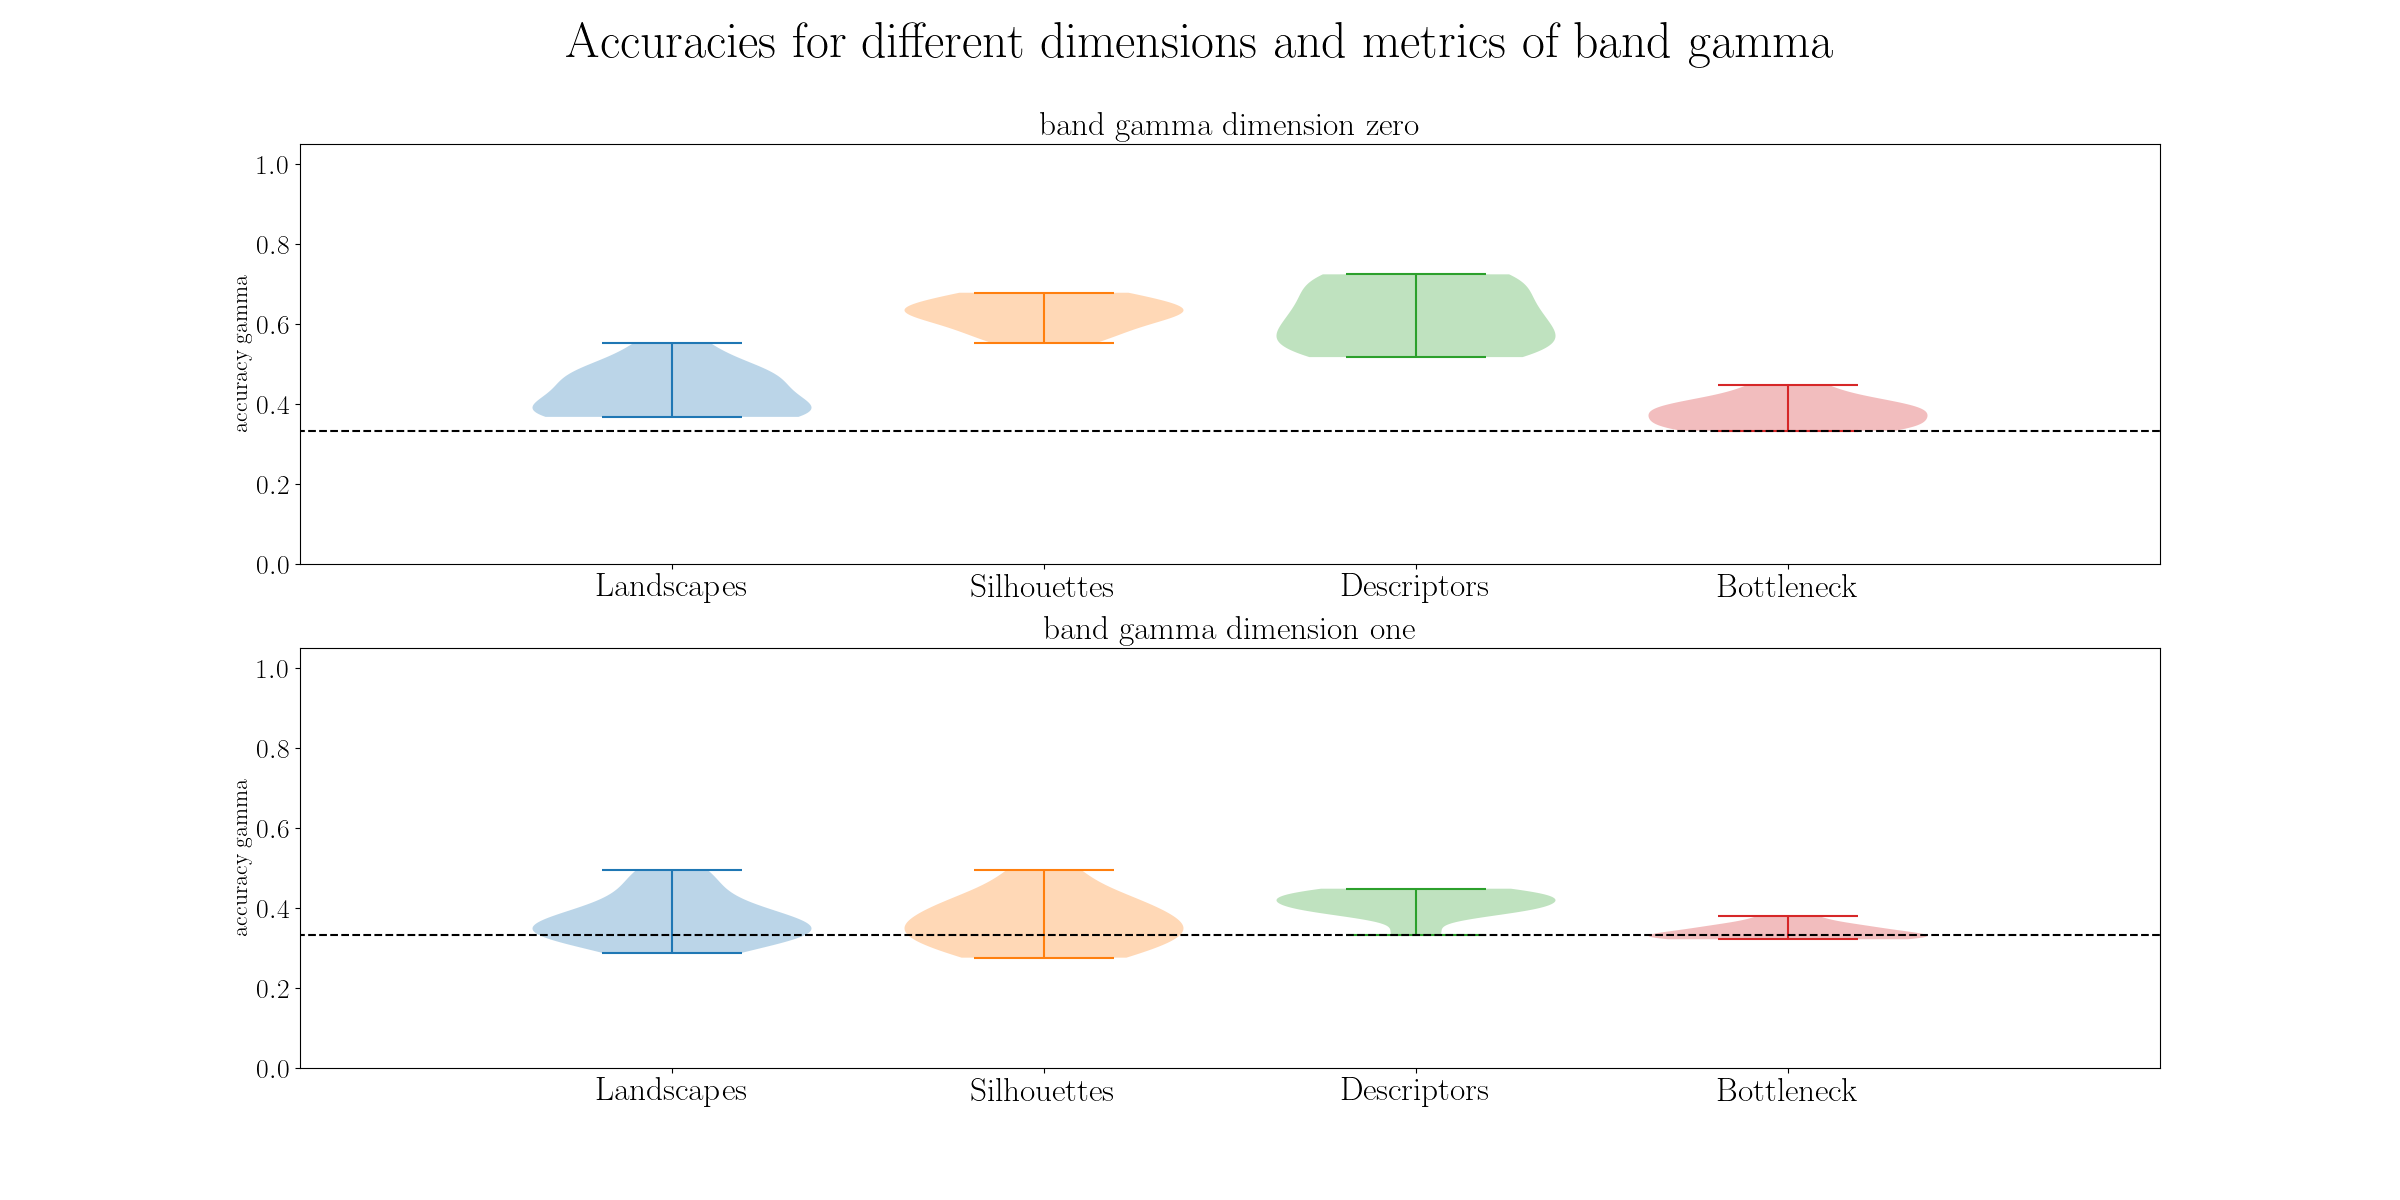 Accuracies for different dimensions and metrics of band gamma
band gamma dimension zero
accuracy gamma
1.0
0.8
0.6
0.4
0.2
0.0
Landscapes Silhouettes Descriptors Bottleneck
band gamma dimension one
accuracy gamma
1.0
0.8
0.6
0.4
0.2
0.0
Landscapes Silhouettes Descriptors Bottleneck